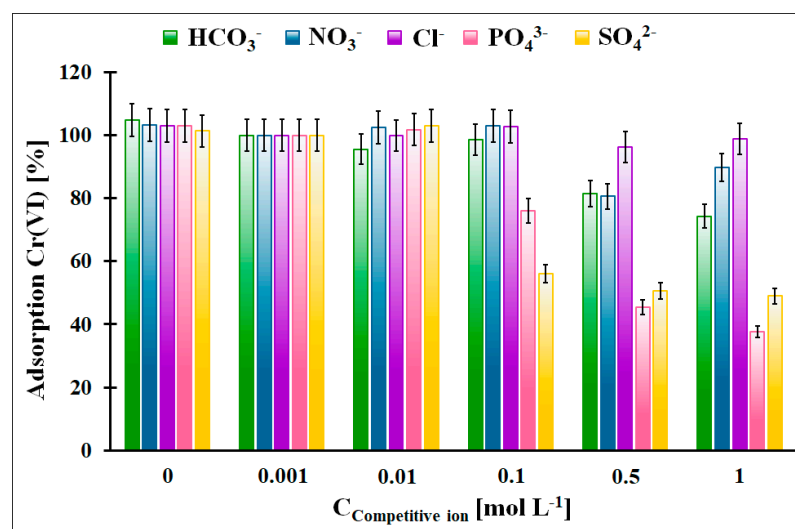 HCO₃⁻ NO₃⁻ Cl⁻ PO₄³⁻ SO₄²⁻
Adsorption Cr(VI) [%]
120
100
80
60
40
20
0
0 0.001 0.01 0.1 0.5 1
C Competitive ion [mol L⁻¹]